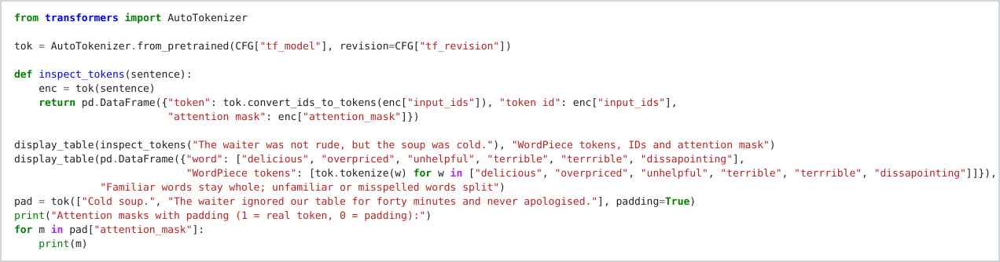 from transformers import AutoTokenizer

tok = AutoTokenizer.from_pretrained(CFG["tf_model"], revision=CFG["tf_revision"])

def inspect_tokens(sentence):
    enc = tok(sentence)
    return pd.DataFrame({"token": tok.convert_ids_to_tokens(enc["input_ids"]), "token id": enc["input_ids"],
                         "attention mask": enc["attention_mask"]})

display_table(inspect_tokens("The waiter was not rude, but the soup was cold."), "WordPiece tokens, IDs and attention mask")
display_table(pd.DataFrame({"word": ["delicious", "overpriced", "unhelpful", "terrible", "terrrible", "dissapointing"],
                            "WordPiece tokens": [tok.tokenize(w) for w in ["delicious", "overpriced", "unhelpful", "terrible", "terrrible", "dissapointing"]]}),
              "Familiar words stay whole; unfamiliar or misspelled words split")
pad = tok(["Cold soup.", "The waiter ignored our table for forty minutes and never apologised."], padding=True)
print("Attention masks with padding (1 = real token, 0 = padding):")
for m in pad["attention_mask"]:
    print(m)